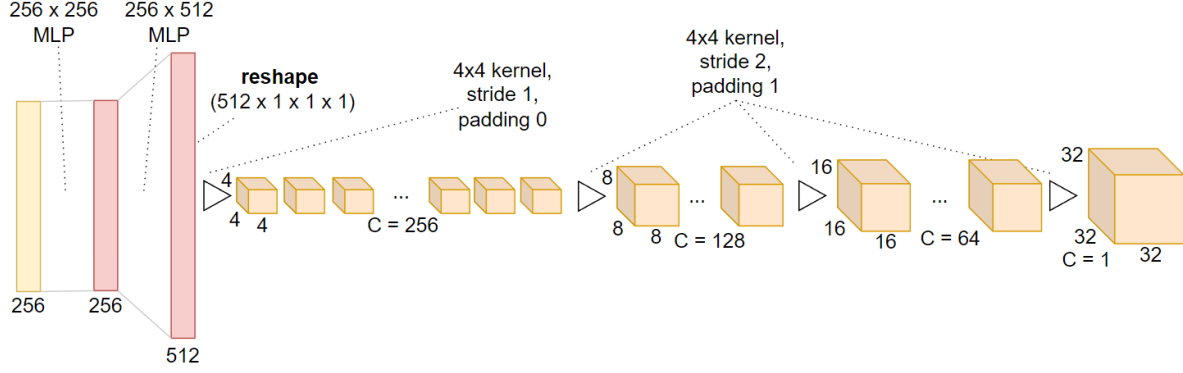 256 x 256
MLP
256 x 512
MLP
reshape
(512 x 1 x 1 x 1)
4x4 kernel,
stride 1,
padding 0
4x4 kernel,
stride 2,
padding 1
256
256
512
4
4
4
...
C = 256
8
8
8
...
C = 128
16
16
16
...
C = 64
32
32
32
C = 1